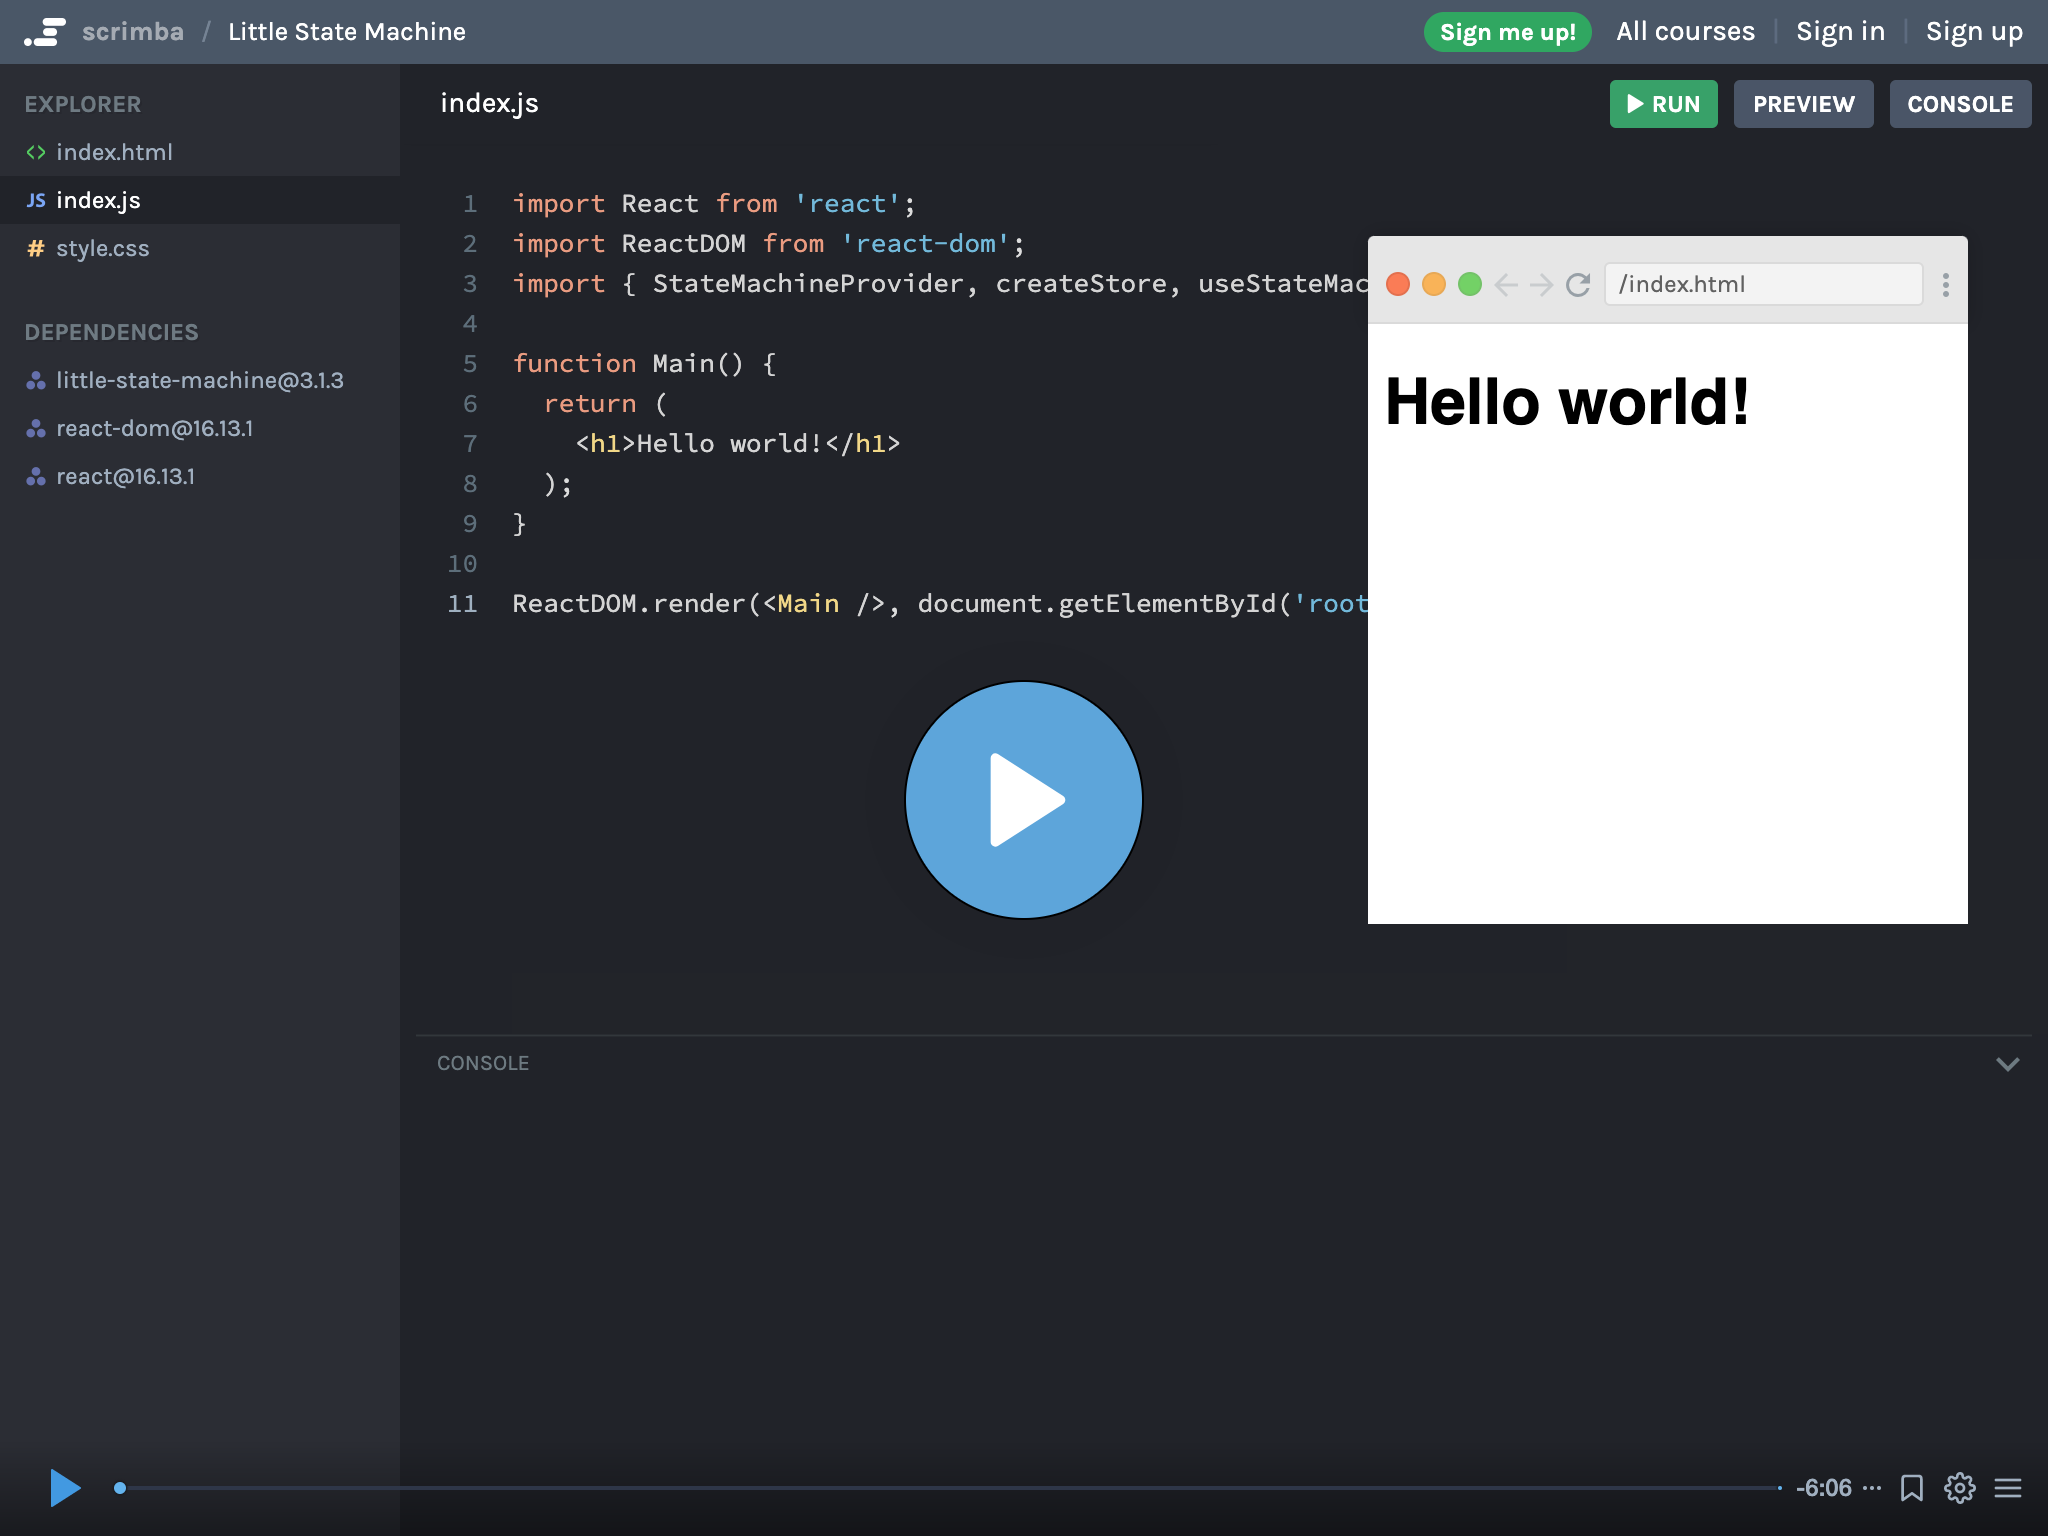 scrimba / Little State Machine
Sign me up! All courses Sign in Sign up
EXPLORER
<> index.html
JS index.js
# style.css
DEPENDENCIES
little-state-machine@3.1.3
react-dom@16.13.1
react@16.13.1
index.js
RUN PREVIEW CONSOLE
1 import React from 'react';
2 import ReactDOM from 'react-dom';
3 import { StateMachineProvider, createStore, useStateMac
4
5 function Main() {
6 return (
7 <h1>Hello world!</h1>
8 );
9 }
10
11 ReactDOM.render(<Main />, document.getElementById('root
/index.html
Hello world!
CONSOLE
-6:06